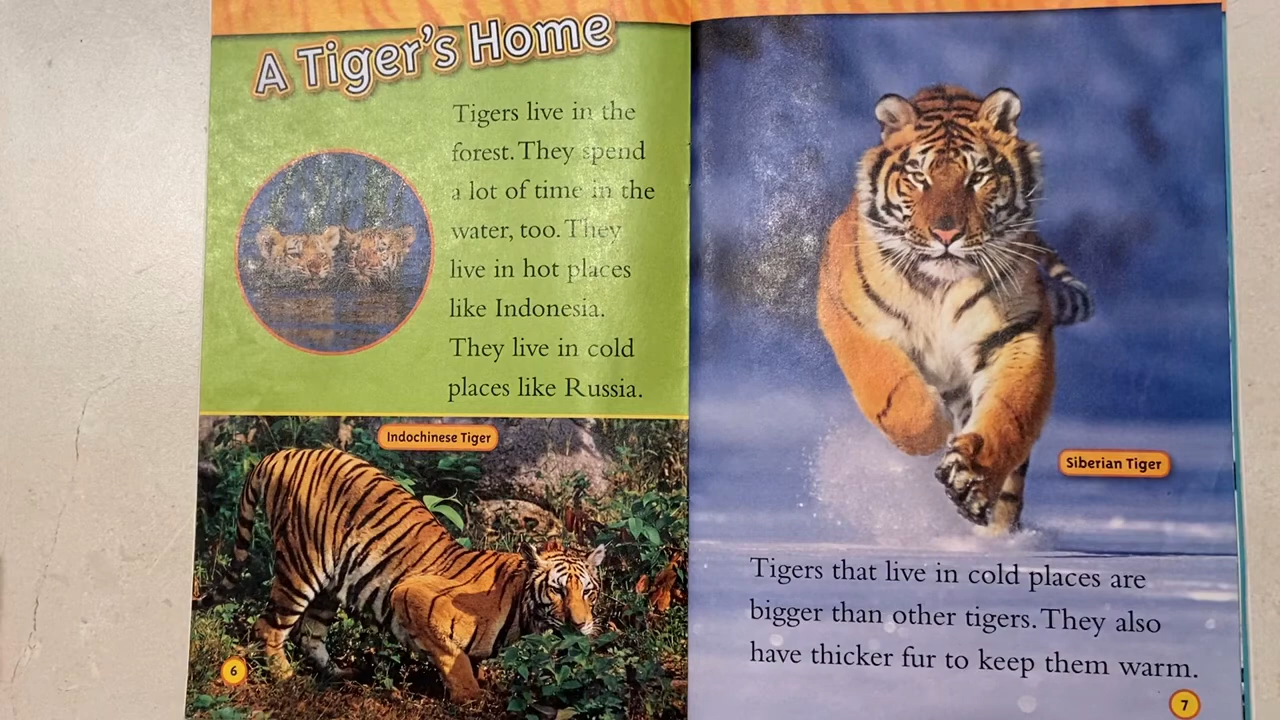 A Tiger's Home
Tigers live in the
forest. They spend
a lot of time in the
water, too. They
live in hot places
like Indonesia.
They live in cold
places like Russia.
Indochinese Tiger
6
Siberian Tiger
Tigers that live in cold places are
bigger than other tigers. They also
have thicker fur to keep them warm.
7